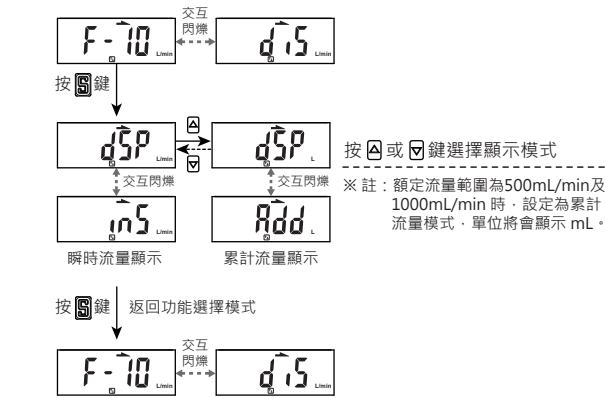 F-10 L/min 交互 閃爍 diS L/min
按 S 鍵
dSP L/min dSP L
按 △ 或 ▽ 鍵選擇顯示模式
交互閃爍 交互閃爍
※ 註：額定流量範圍為500mL/min及
1000mL/min 時，設定為累計
流量模式，單位將會顯示 mL。
inS L/min Add L
瞬時流量顯示 累計流量顯示
按 S 鍵 返回功能選擇模式
F-10 L/min 交互 閃爍 diS L/min